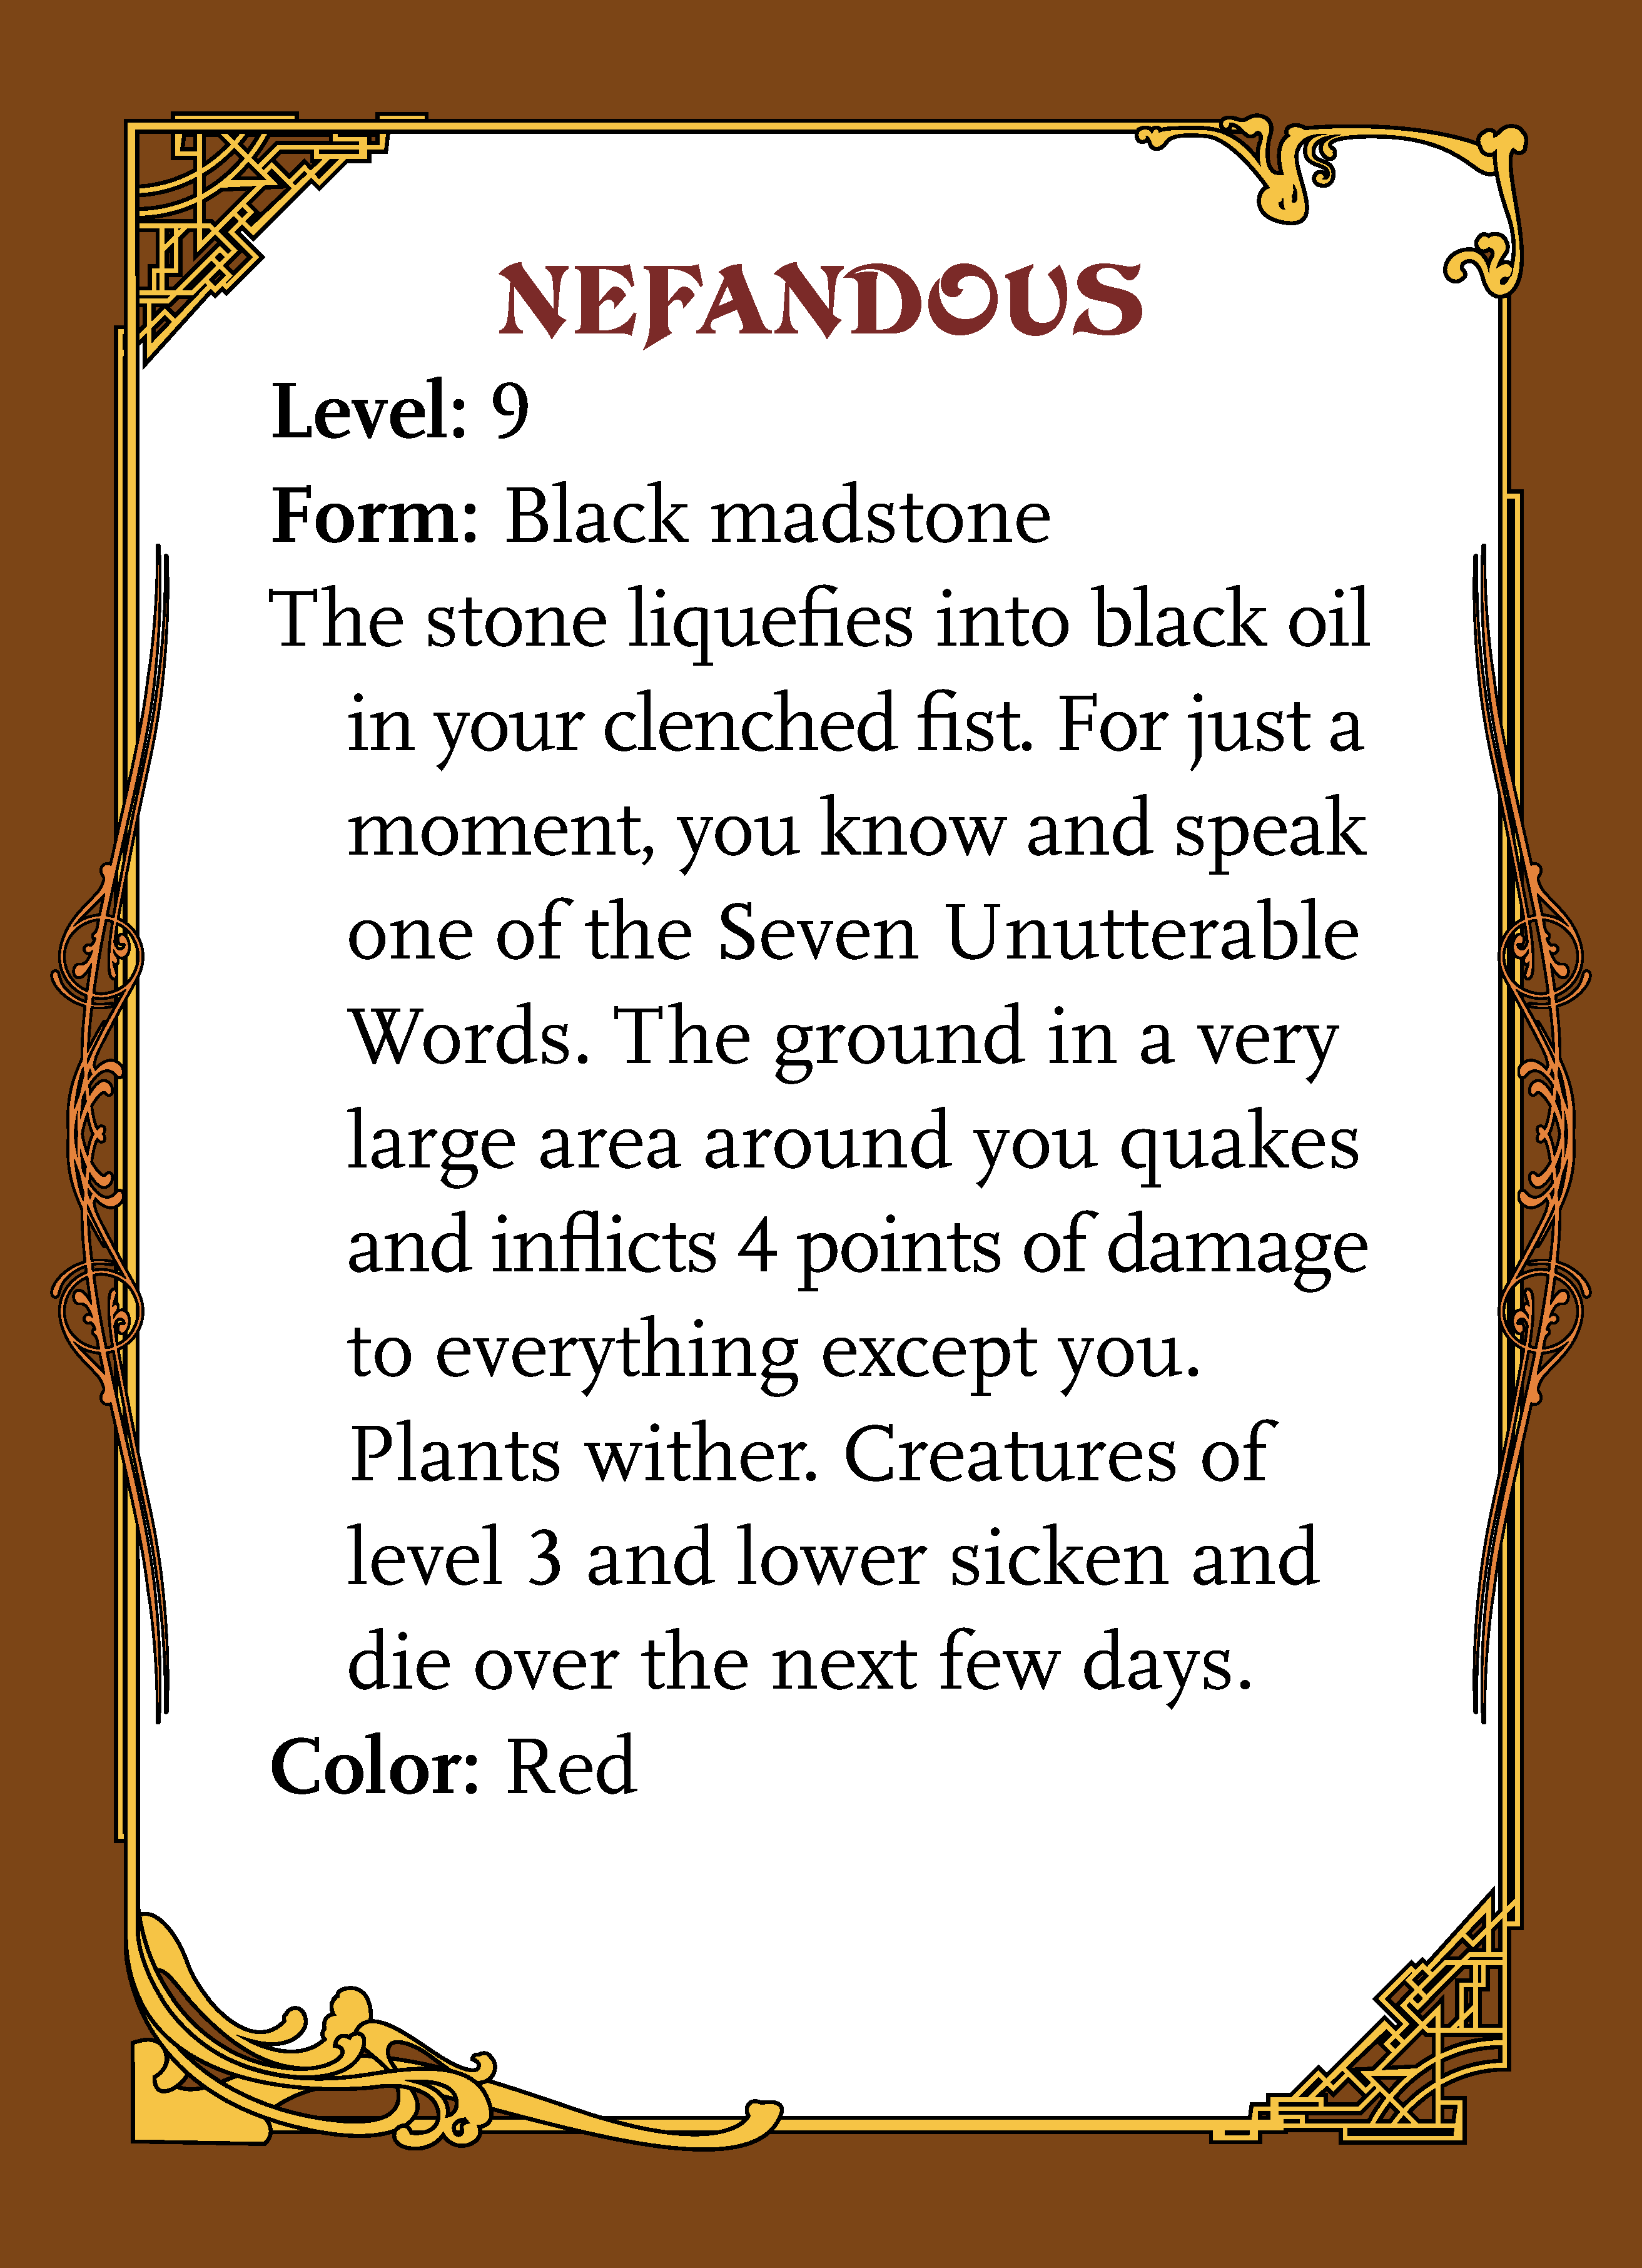 NEFANDOUS
Level: 9
Form: Black madstone
The stone liquefies into black oil
in your clenched fist. For just a
moment, you know and speak
one of the Seven Unutterable
Words. The ground in a very
large area around you quakes
and inflicts 4 points of damage
to everything except you.
Plants wither. Creatures of
level 3 and lower sicken and
die over the next few days.
Color: Red